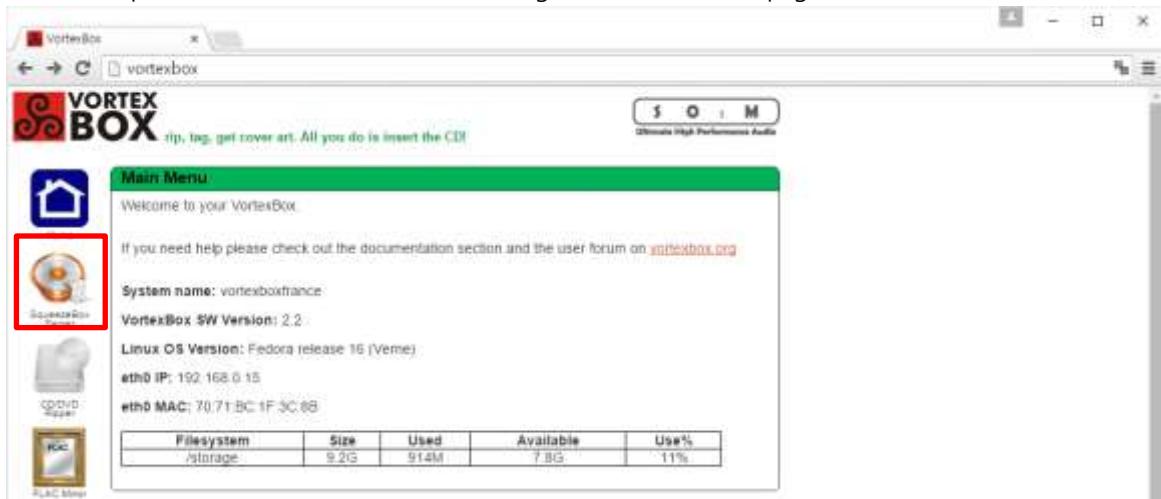 VortexBox
vortexbox
VORTEX
BOX rip, tag, get cover art. All you do is insert the CD!
Ultimate High Performance Audio
Main Menu
Welcome to your VortexBox.
If you need help please check out the documentation section and the user forum on vortexbox.org
System name: vortexboxfrance
SqueezeBox
Server
VortexBox SW Version: 2.2
Linux OS Version: Fedora release 16 (Verne)
eth0 IP: 192.168.0.15
CD/DVD
Ripper
eth0 MAC: 70:71:BC:1F:3C:8B
Filesystem Size Used Available Use%
/storage 9.2G 914M 7.8G 11%
FLAC
FLAC Mirror